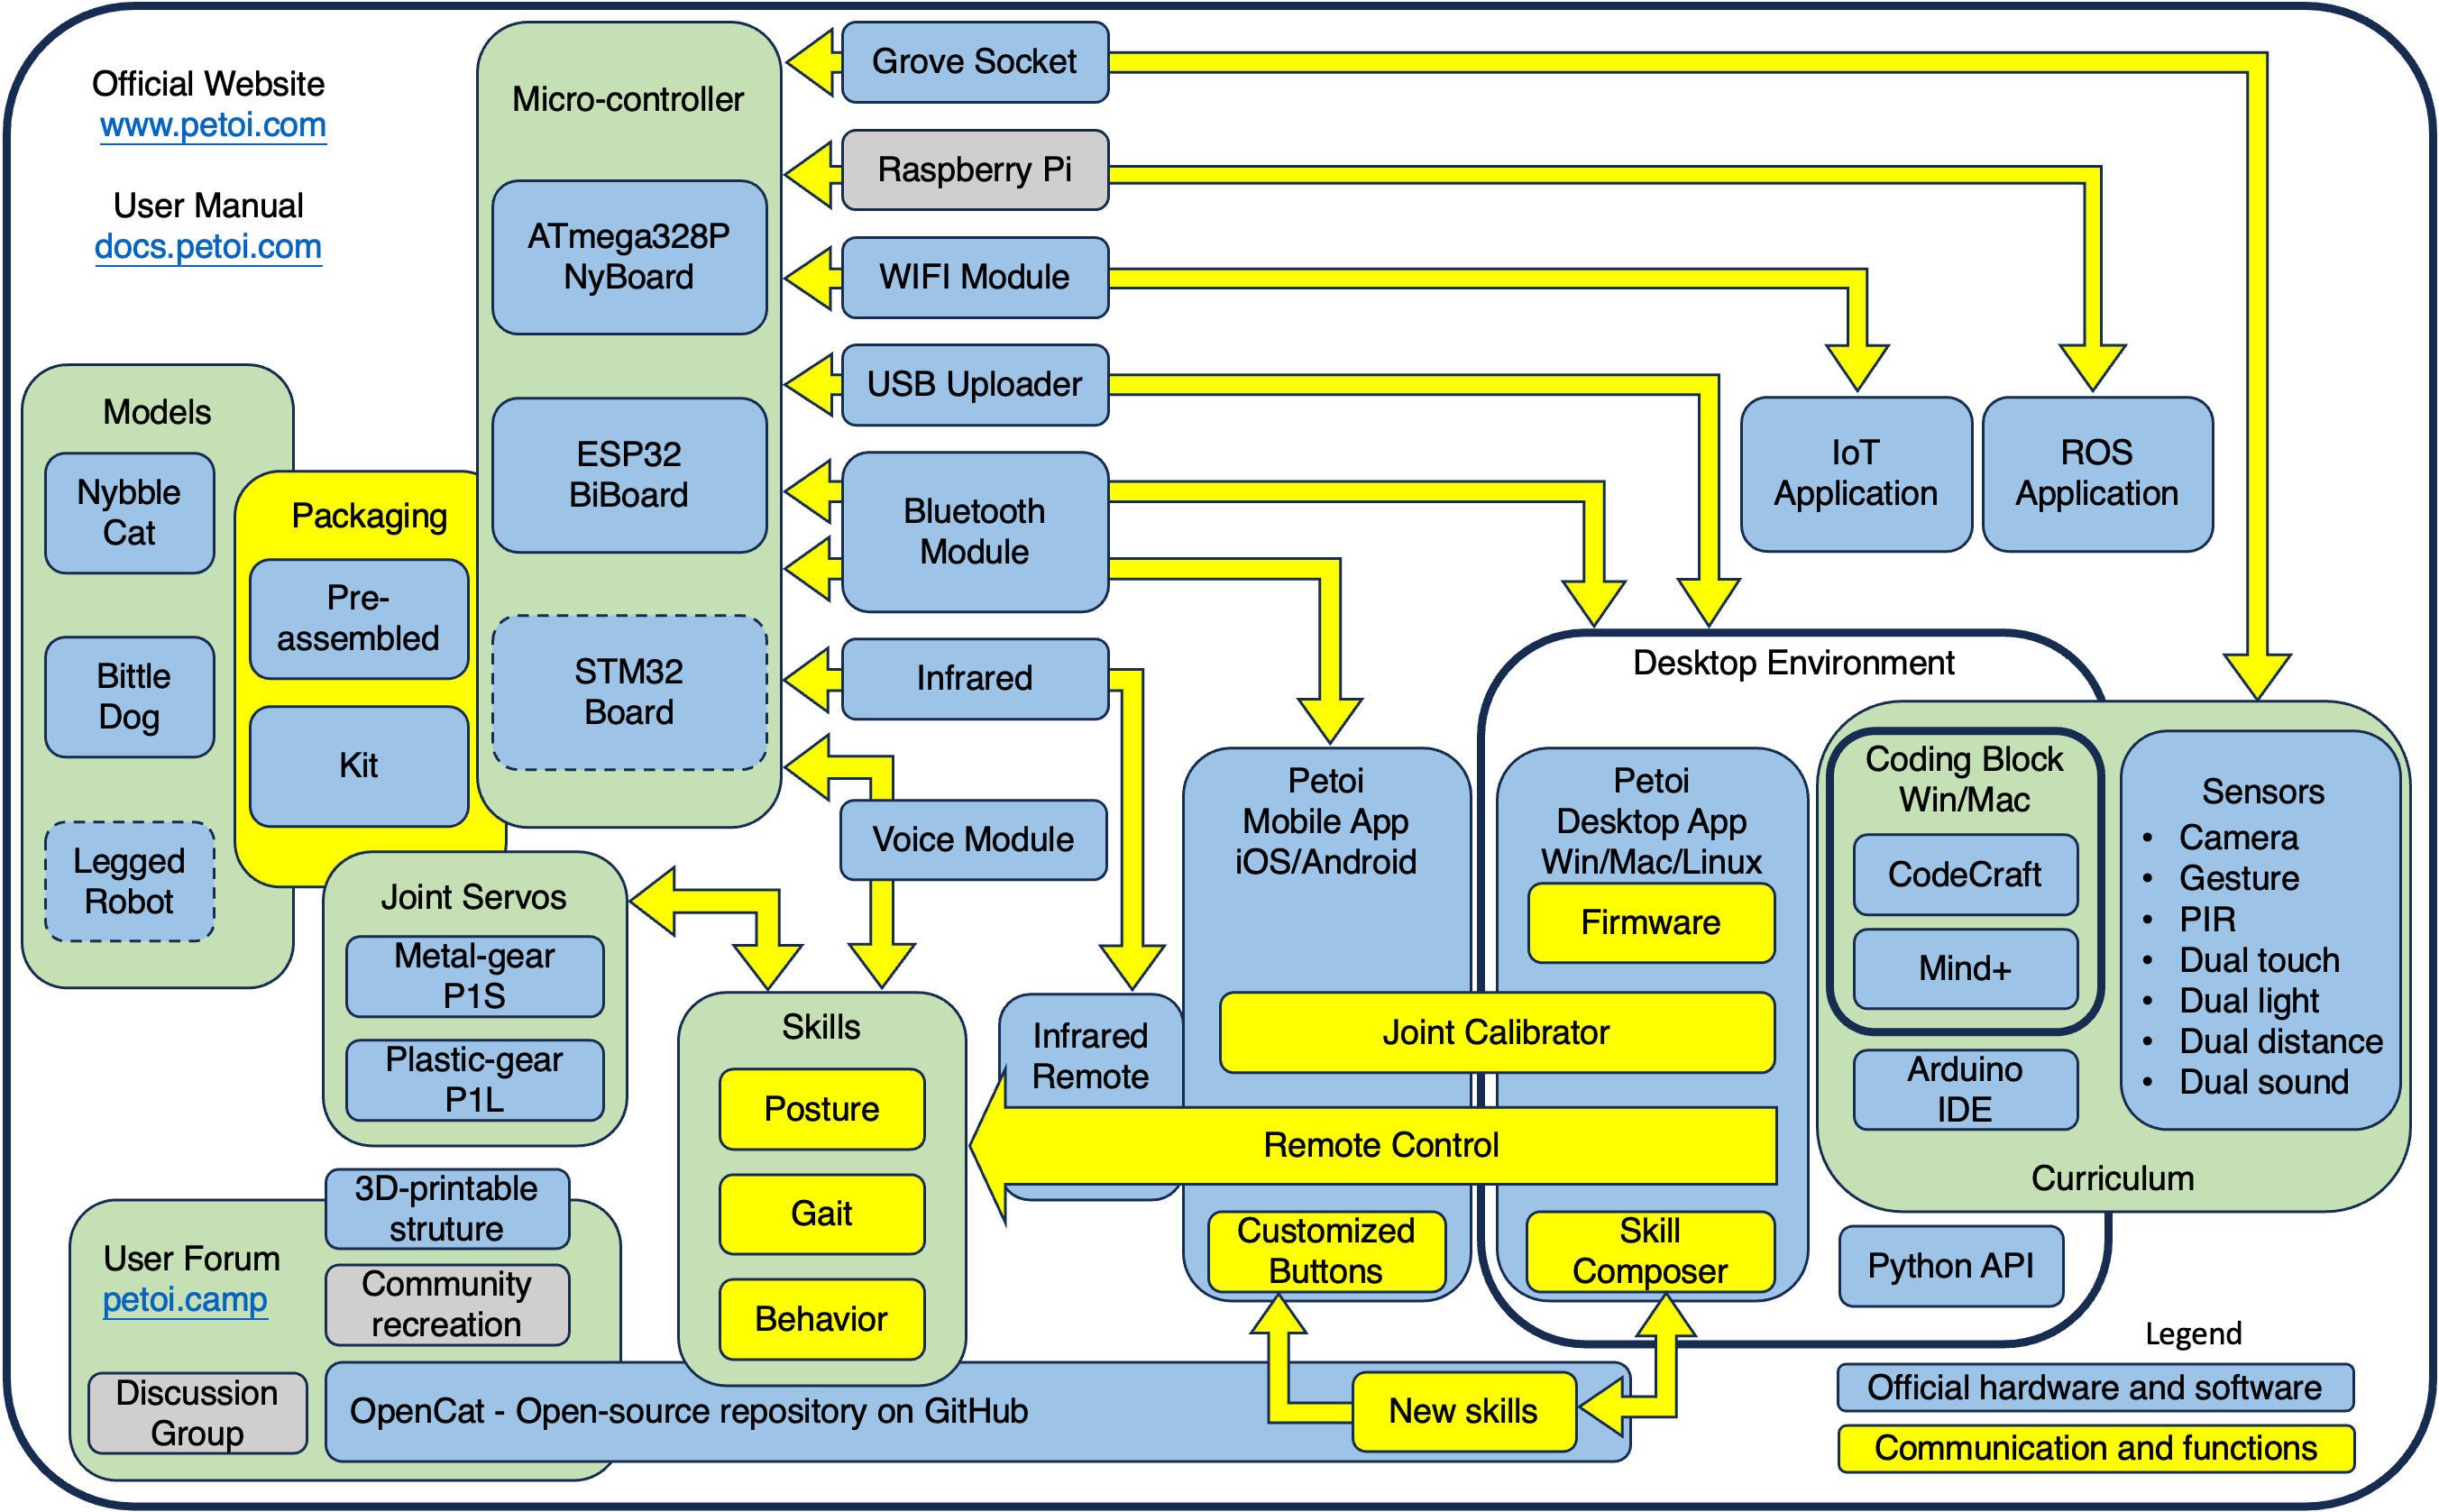 Official Website
www.petoi.com
User Manual
docs.petoi.com
Models
Nybble
Cat
Bittle
Dog
Legged
Robot
Packaging
Pre-
assembled
Kit
Micro-controller
ATmega328P
NyBoard
ESP32
BiBoard
STM32
Board
Grove Socket
Raspberry Pi
WIFI Module
USB Uploader
Bluetooth
Module
Infrared
Voice Module
IoT
Application
ROS
Application
Joint Servos
Metal-gear
P1S
Plastic-gear
P1L
Skills
Posture
Gait
Behavior
Infrared
Remote
Petoi
Mobile App
iOS/Android
Desktop Environment
Petoi
Desktop App
Win/Mac/Linux
Firmware
Joint Calibrator
Remote Control
Customized
Buttons
Skill
Composer
Coding Block
Win/Mac
CodeCraft
Mind+
Arduino
IDE
Sensors
• Camera
• Gesture
• PIR
• Dual touch
• Dual light
• Dual distance
• Dual sound
Curriculum
Python API
User Forum
petoi.camp
3D-printable
struture
Community
recreation
Discussion
Group
OpenCat - Open-source repository on GitHub
New skills
Legend
Official hardware and software
Communication and functions